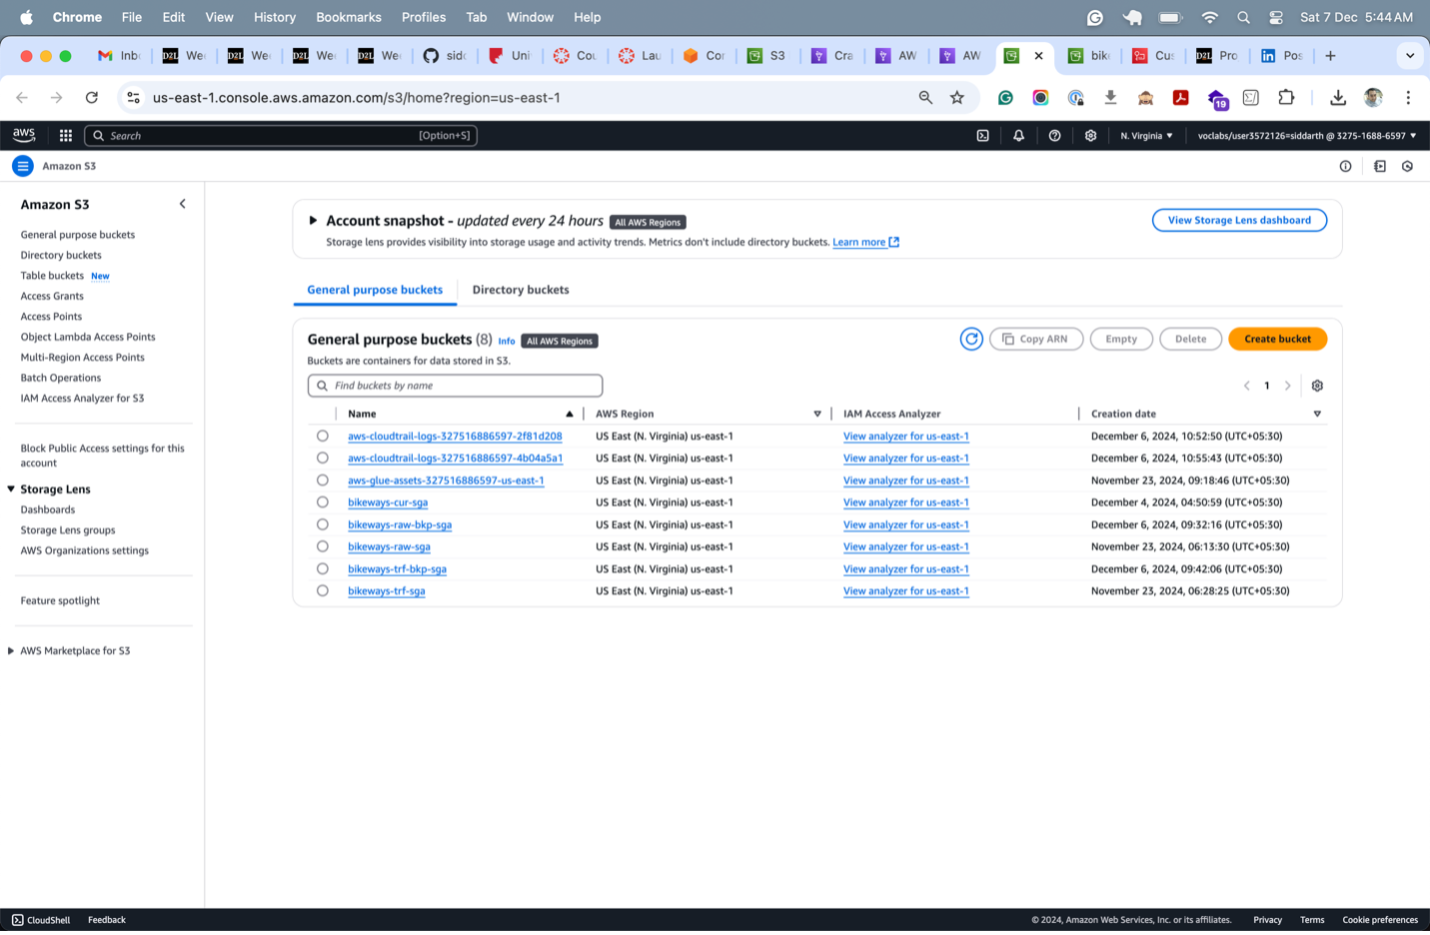 Chrome File Edit View History Bookmarks Profiles Tab Window Help Sat 7 Dec 5:44 AM
Inb D2L Wee D2L Wee D2L Wee D2L Wee sidd Uni Cou Lau Cor S3 Cra AW AW bike Cus D2L Pro Pos
us-east-1.console.aws.amazon.com/s3/home?region=us-east-1 19
aws Search [Option+S] N. Virginia ▼ voclabs/user3572126=siddarth @ 3275-1688-6597 ▼
Amazon S3
Amazon S3
General purpose buckets
Directory buckets
Table buckets New
Access Grants
Access Points
Object Lambda Access Points
Multi-Region Access Points
Batch Operations
IAM Access Analyzer for S3
Block Public Access settings for this
account
Storage Lens
Dashboards
Storage Lens groups
AWS Organizations settings
Feature spotlight
AWS Marketplace for S3
Account snapshot - updated every 24 hours All AWS Regions View Storage Lens dashboard
Storage lens provides visibility into storage usage and activity trends. Metrics don't include directory buckets. Learn more
General purpose buckets Directory buckets
General purpose buckets (8) Info All AWS Regions Copy ARN Empty Delete Create bucket
Buckets are containers for data stored in S3.
Find buckets by name 1
Name AWS Region IAM Access Analyzer Creation date
aws-cloudtrail-logs-327516886597-2f81d208 US East (N. Virginia) us-east-1 View analyzer for us-east-1 December 6, 2024, 10:52:50 (UTC+05:30)
aws-cloudtrail-logs-327516886597-4b04a5a1 US East (N. Virginia) us-east-1 View analyzer for us-east-1 December 6, 2024, 10:55:43 (UTC+05:30)
aws-glue-assets-327516886597-us-east-1 US East (N. Virginia) us-east-1 View analyzer for us-east-1 November 23, 2024, 09:18:46 (UTC+05:30)
bikeways-cur-sga US East (N. Virginia) us-east-1 View analyzer for us-east-1 December 4, 2024, 04:50:59 (UTC+05:30)
bikeways-raw-bkp-sga US East (N. Virginia) us-east-1 View analyzer for us-east-1 December 6, 2024, 09:32:16 (UTC+05:30)
bikeways-raw-sga US East (N. Virginia) us-east-1 View analyzer for us-east-1 November 23, 2024, 06:13:30 (UTC+05:30)
bikeways-trf-bkp-sga US East (N. Virginia) us-east-1 View analyzer for us-east-1 December 6, 2024, 09:42:06 (UTC+05:30)
bikeways-trf-sga US East (N. Virginia) us-east-1 View analyzer for us-east-1 November 23, 2024, 06:28:25 (UTC+05:30)
CloudShell Feedback © 2024, Amazon Web Services, Inc. or its affiliates. Privacy Terms Cookie preferences